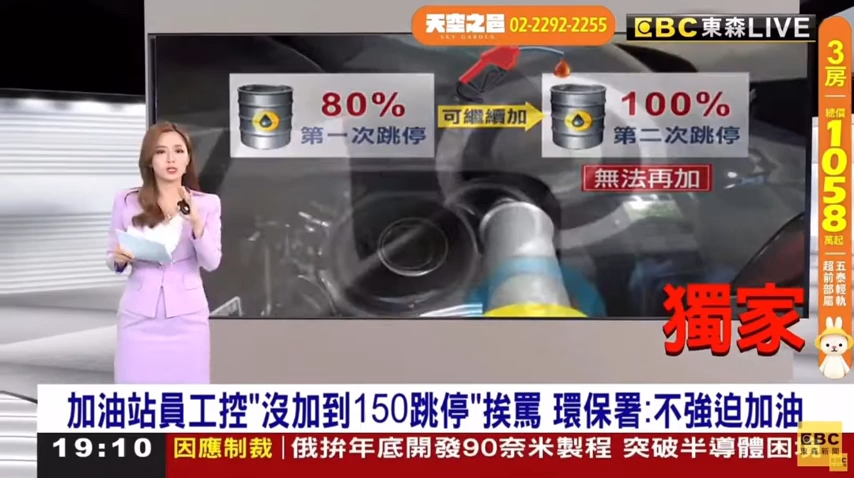 天空之邑
SKY GARDEN
02-2292-2255
EBC東森LIVE
3房
總價
1058
萬起
五泰輕軌
超前部屬
80%
第一次跳停
可繼續加
100%
第二次跳停
無法再加
獨家
加油站員工控"沒加到150跳停"挨罵 環保署:不強迫加油
19:10
因應制裁
俄拚年底開發90奈米製程 突破半導體困
EBC
東森新聞